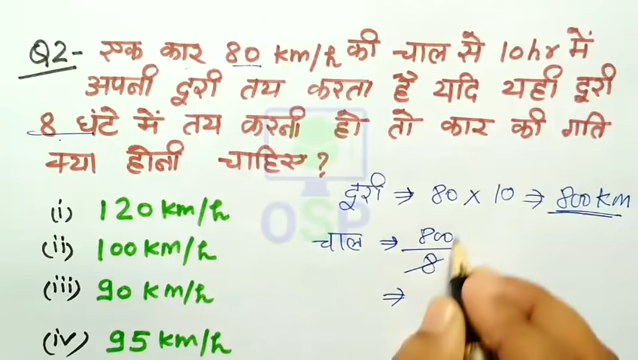 Q2- एक कार 80 km/h की चाल से 10hr में
अपनी दूरी तय करता है यदि यही दूरी
8 घंटे में तय करनी हो तो कार की गति
क्या होनी चाहिए?
दूरी ⇒ 80 × 10 ⇒ 800 KM
(i) 120 km/h
चाल ⇒ 800/8
(ii) 100 km/h
⇒
(iii) 90 km/h
(iv) 95 km/h
OSP